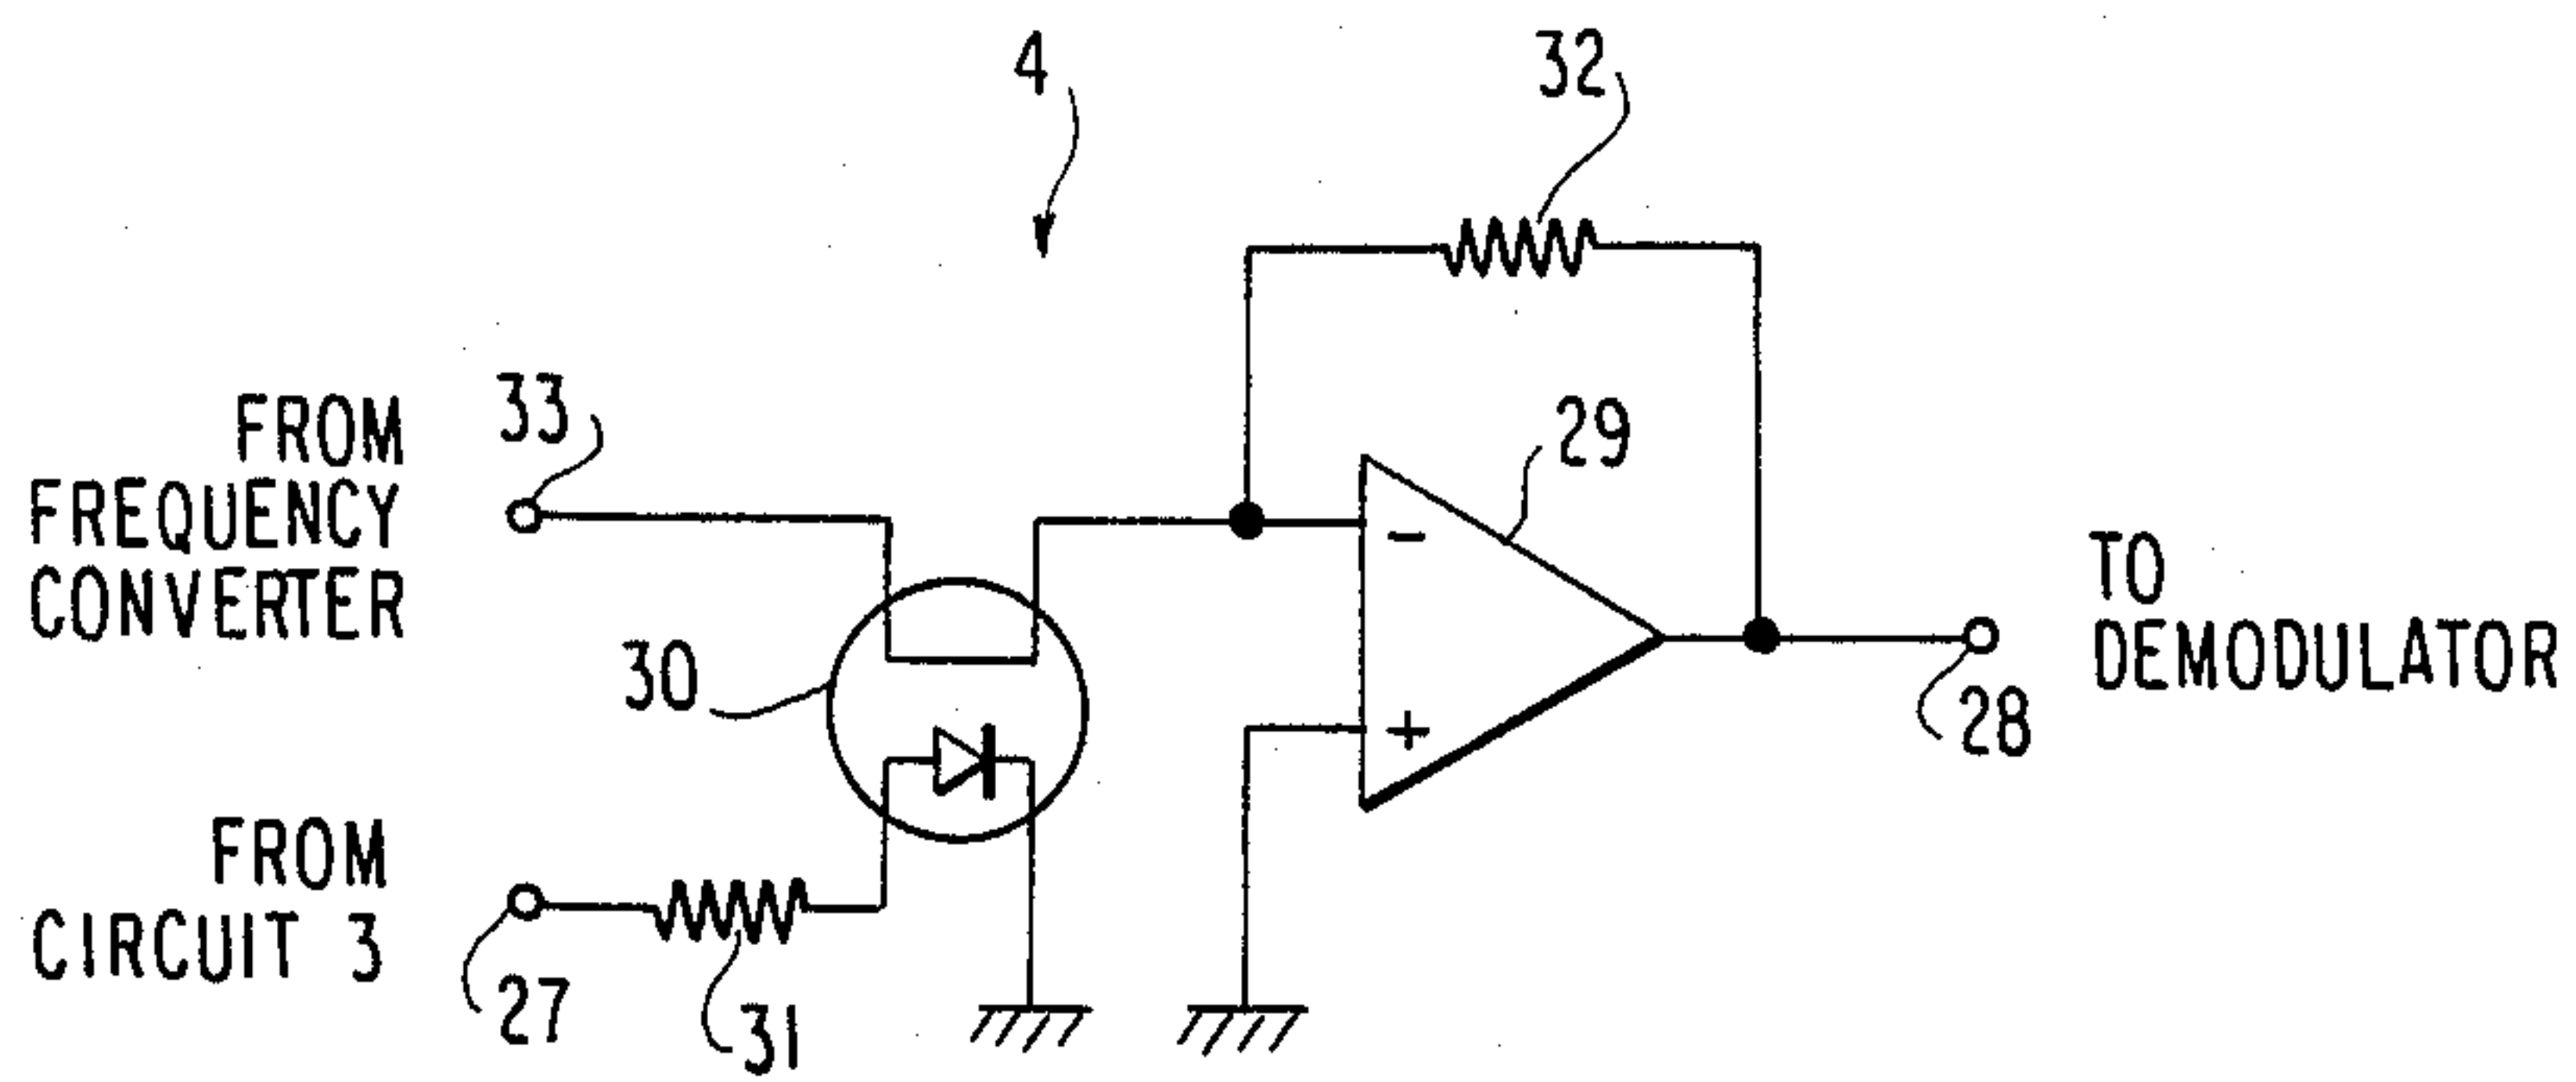 4
32
33
FROM
FREQUENCY
CONVERTER
29
-
+
TO
DEMODULATOR
28
30
FROM
CIRCUIT 3
27
31